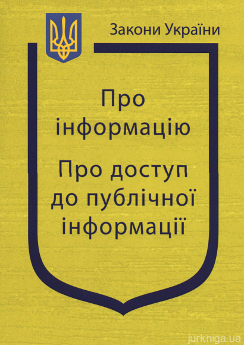 Закони України
Про
інформацію
Про доступ
до публічної
інформації
jurkniga.ua